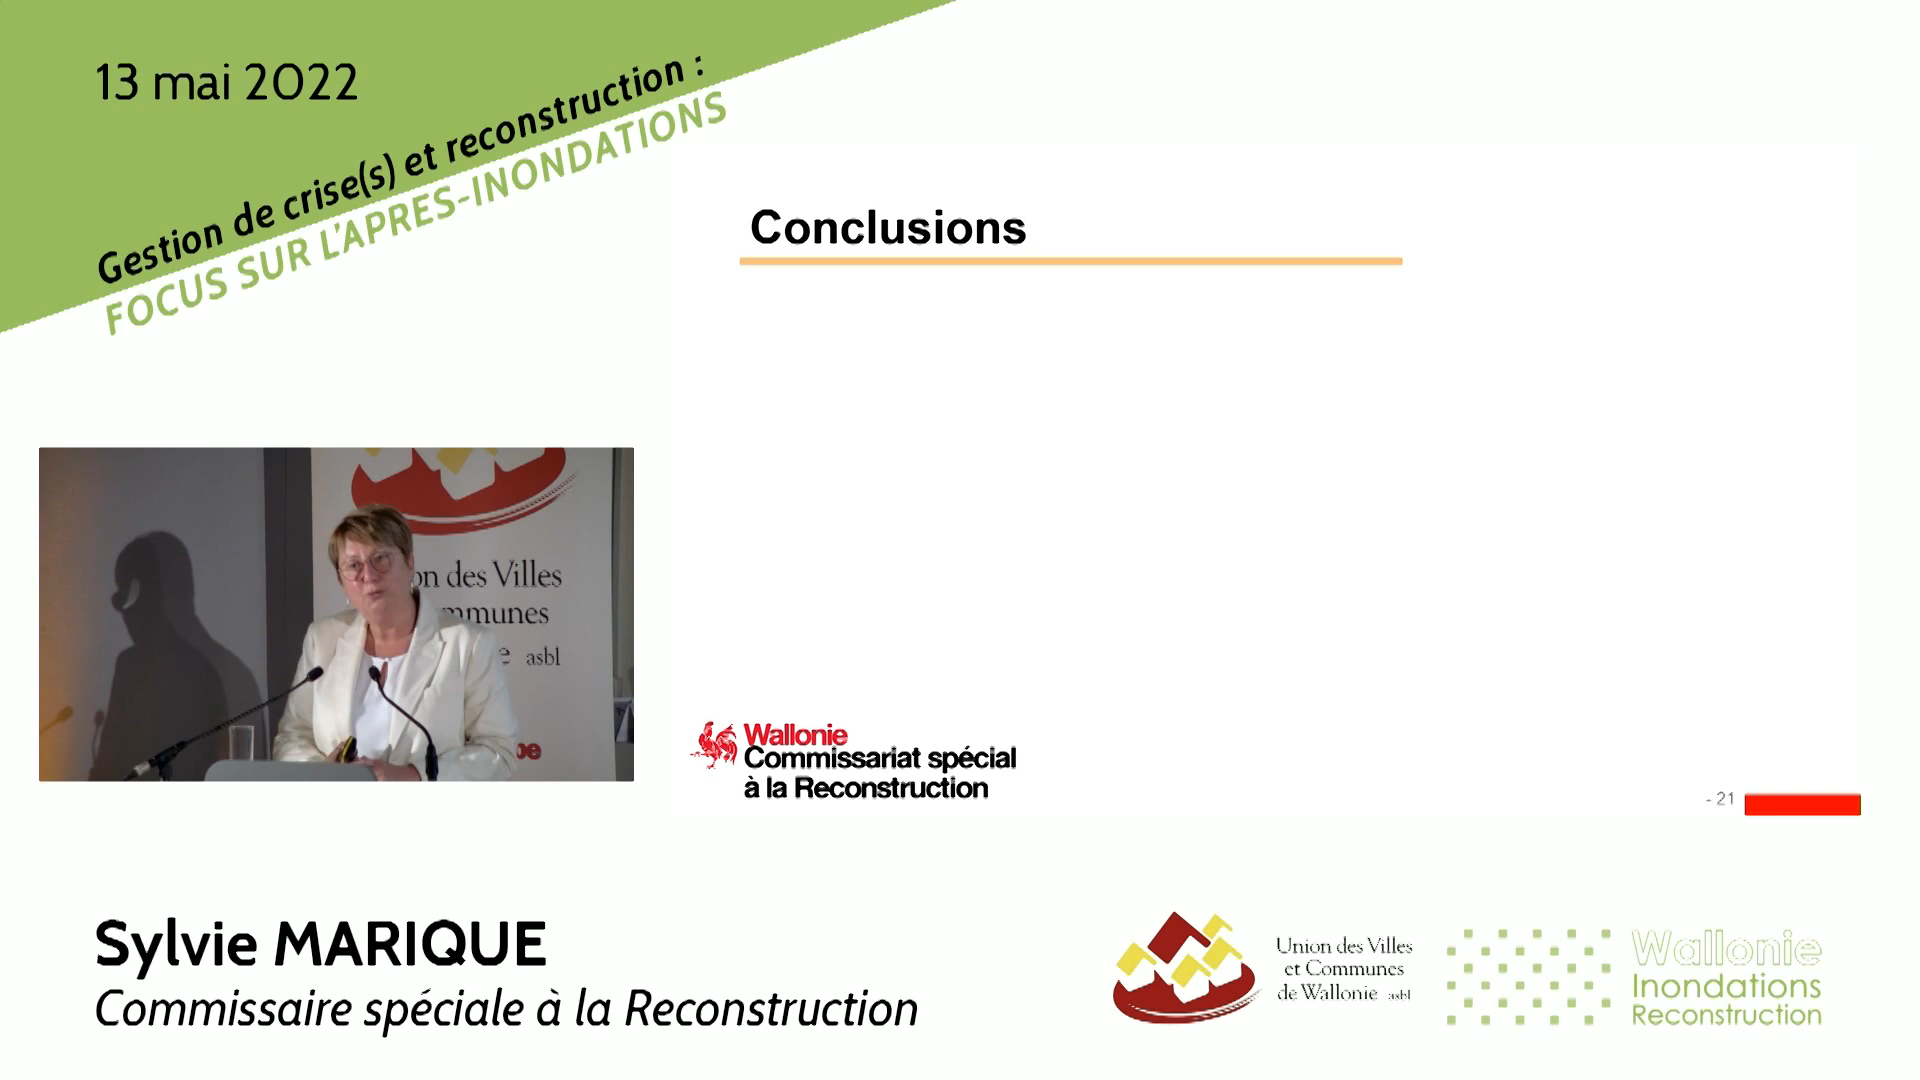 13 mai 2022
Gestion de crise(s) et reconstruction :
FOCUS SUR L'APRES-INONDATIONS
Conclusions
on des Villes
mmunes
e asbl
be
Wallonie
Commissariat spécial
à la Reconstruction
- 21
Sylvie MARIQUE
Commissaire spéciale à la Reconstruction
Union des Villes
et Communes
de Wallonie asbl
Wallonie
Inondations
Reconstruction